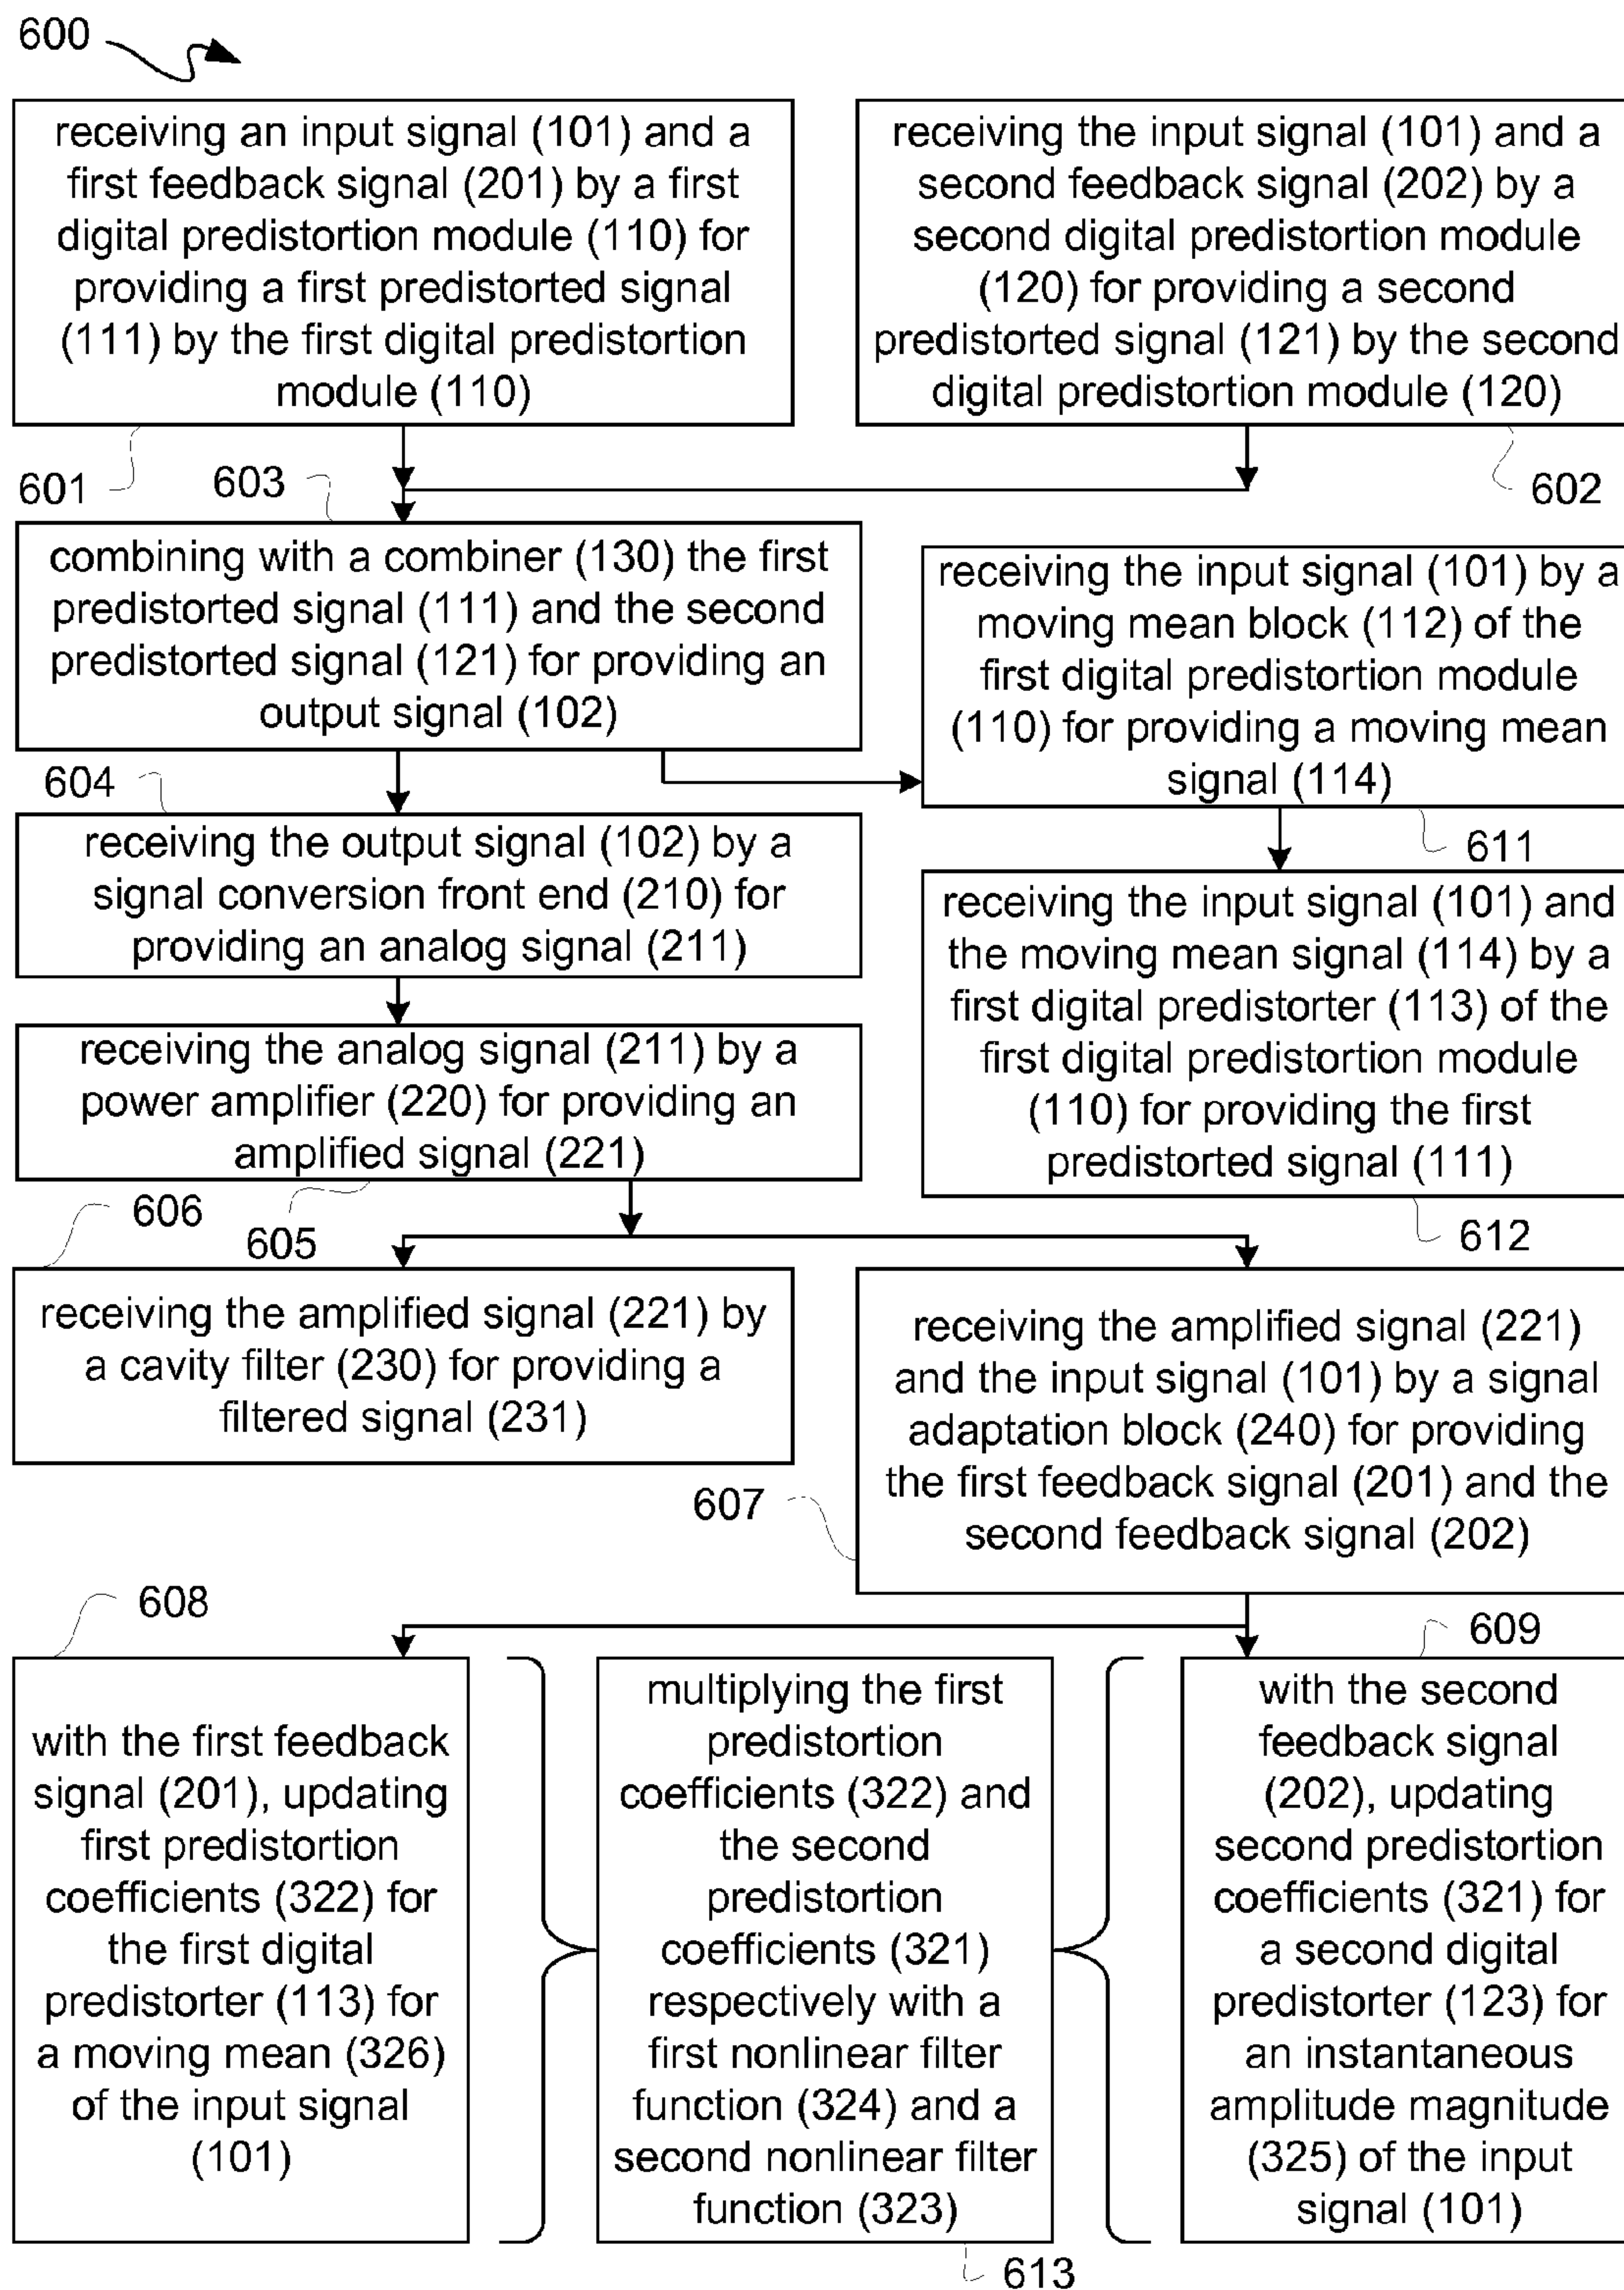 600
receiving an input signal (101) and a
first feedback signal (201) by a first
digital predistortion module (110) for
providing a first predistorted signal
(111) by the first digital predistortion
module (110)
receiving the input signal (101) and a
second feedback signal (202) by a
second digital predistortion module
(120) for providing a second
predistorted signal (121) by the second
digital predistortion module (120)
601
603
602
combining with a combiner (130) the first
predistorted signal (111) and the second
predistorted signal (121) for providing an
output signal (102)
receiving the input signal (101) by a
moving mean block (112) of the
first digital predistortion module
(110) for providing a moving mean
signal (114)
604
611
receiving the output signal (102) by a
signal conversion front end (210) for
providing an analog signal (211)
receiving the input signal (101) and
the moving mean signal (114) by a
first digital predistorter (113) of the
first digital predistortion module
(110) for providing the first
predistorted signal (111)
receiving the analog signal (211) by a
power amplifier (220) for providing an
amplified signal (221)
606
605
612
receiving the amplified signal (221) by
a cavity filter (230) for providing a
filtered signal (231)
receiving the amplified signal (221)
and the input signal (101) by a signal
adaptation block (240) for providing
the first feedback signal (201) and the
second feedback signal (202)
607
608
609
with the first feedback
signal (201), updating
first predistortion
coefficients (322) for
the first digital
predistorter (113) for
a moving mean (326)
of the input signal
(101)
multiplying the first
predistortion
coefficients (322) and
the second
predistortion
coefficients (321)
respectively with a
first nonlinear filter
function (324) and a
second nonlinear filter
function (323)
with the second
feedback signal
(202), updating
second predistortion
coefficients (321) for
a second digital
predistorter (123) for
an instantaneous
amplitude magnitude
(325) of the input
signal (101)
613